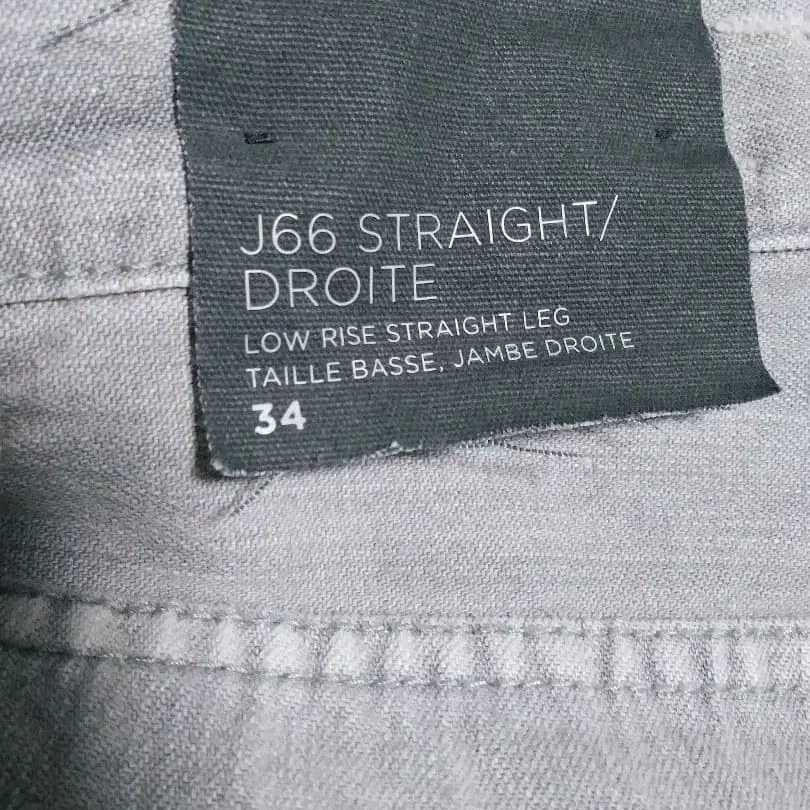 J66 STRAIGHT/
DROITE
LOW RISE STRAIGHT LEG
TAILLE BASSE, JAMBE DROITE
34